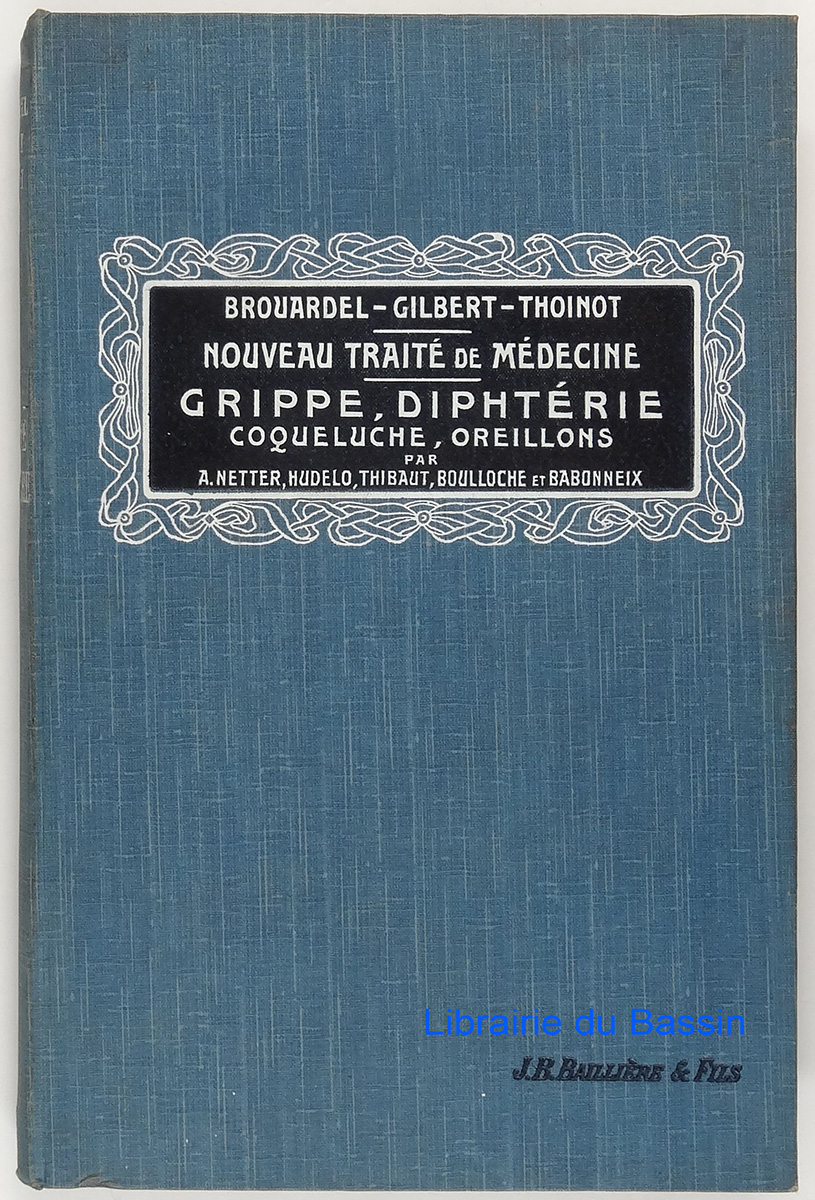 BROUARDEL-GILBERT-THOINOT
NOUVEAU TRAITÉ DE MÉDECINE
GRIPPE, DIPHTÉRIE
COQUELUCHE, OREILLONS
PAR
A. NETTER, HUDELO, THIBAUT, BOULLOCHE ET BABONNEIX
Librairie du Bassin
J.B. BAILLIÈRE & FILS